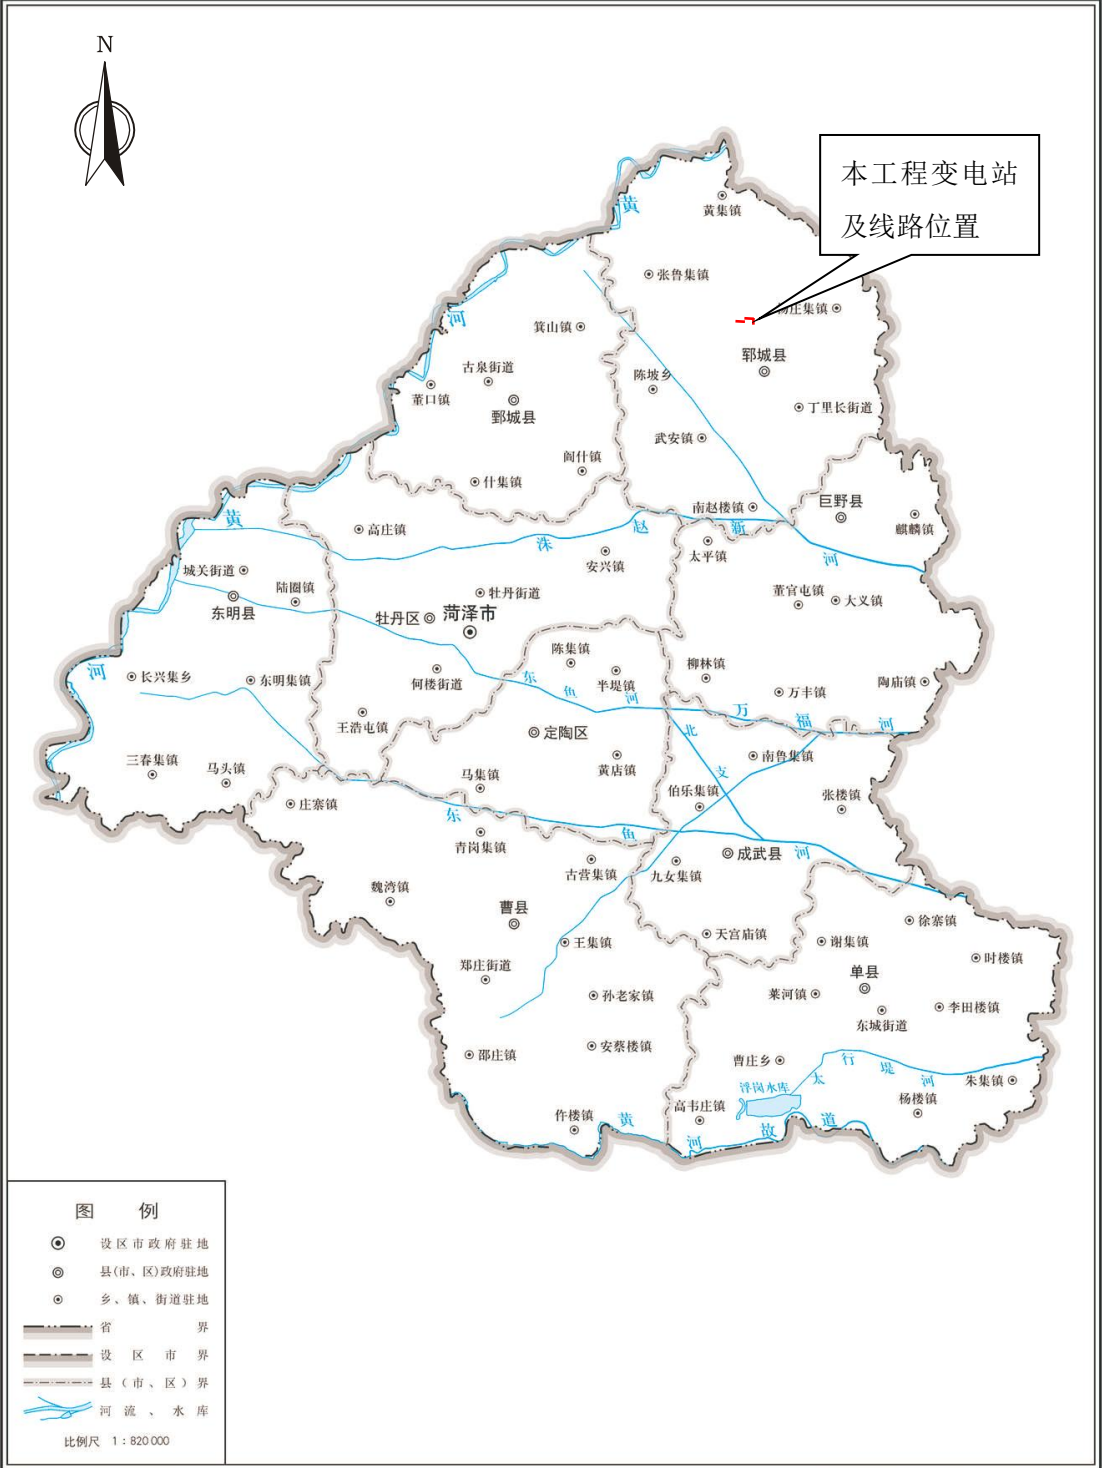 N
本工程变电站
及线路位置
黄集镇
黄
张鲁集镇
河
箕山镇
杨庄集镇
郓城县
古泉街道
陈坡乡
董口镇
鄄城县
丁里长街道
武安镇
阎什镇
什集镇
南赵楼镇
巨野县
黄
高庄镇
洙
赵
新
河
麒麟镇
太平镇
安兴镇
城关街道
陆圈镇
东明县
牡丹街道
牡丹区
菏泽市
董官屯镇
大义镇
陈集镇
柳林镇
河
长兴集乡
东明集镇
何楼街道
东
鱼
河
半堤镇
万丰镇
陶庙镇
万
福
河
王浩屯镇
定陶区
北
支
三春集镇
马头镇
马集镇
黄店镇
南鲁集镇
伯乐集镇
张楼镇
庄寨镇
东
鱼
河
青岗集镇
成武县
古营集镇
九女集镇
魏湾镇
曹县
徐寨镇
王集镇
天宫庙镇
谢集镇
时楼镇
郑庄街道
单县
孙老家镇
莱河镇
李田楼镇
东城街道
邵庄镇
安蔡楼镇
曹庄乡
太
行
堤
河
朱集镇
浮岗水库
杨楼镇
高韦庄镇
仵楼镇
黄
河
故
道
图 例
设区市政府驻地
县(市、区)政府驻地
乡、镇、街道驻地
省 界
设 区 市 界
县（市、区）界
河 流 、 水 库
比例尺 1：820 000